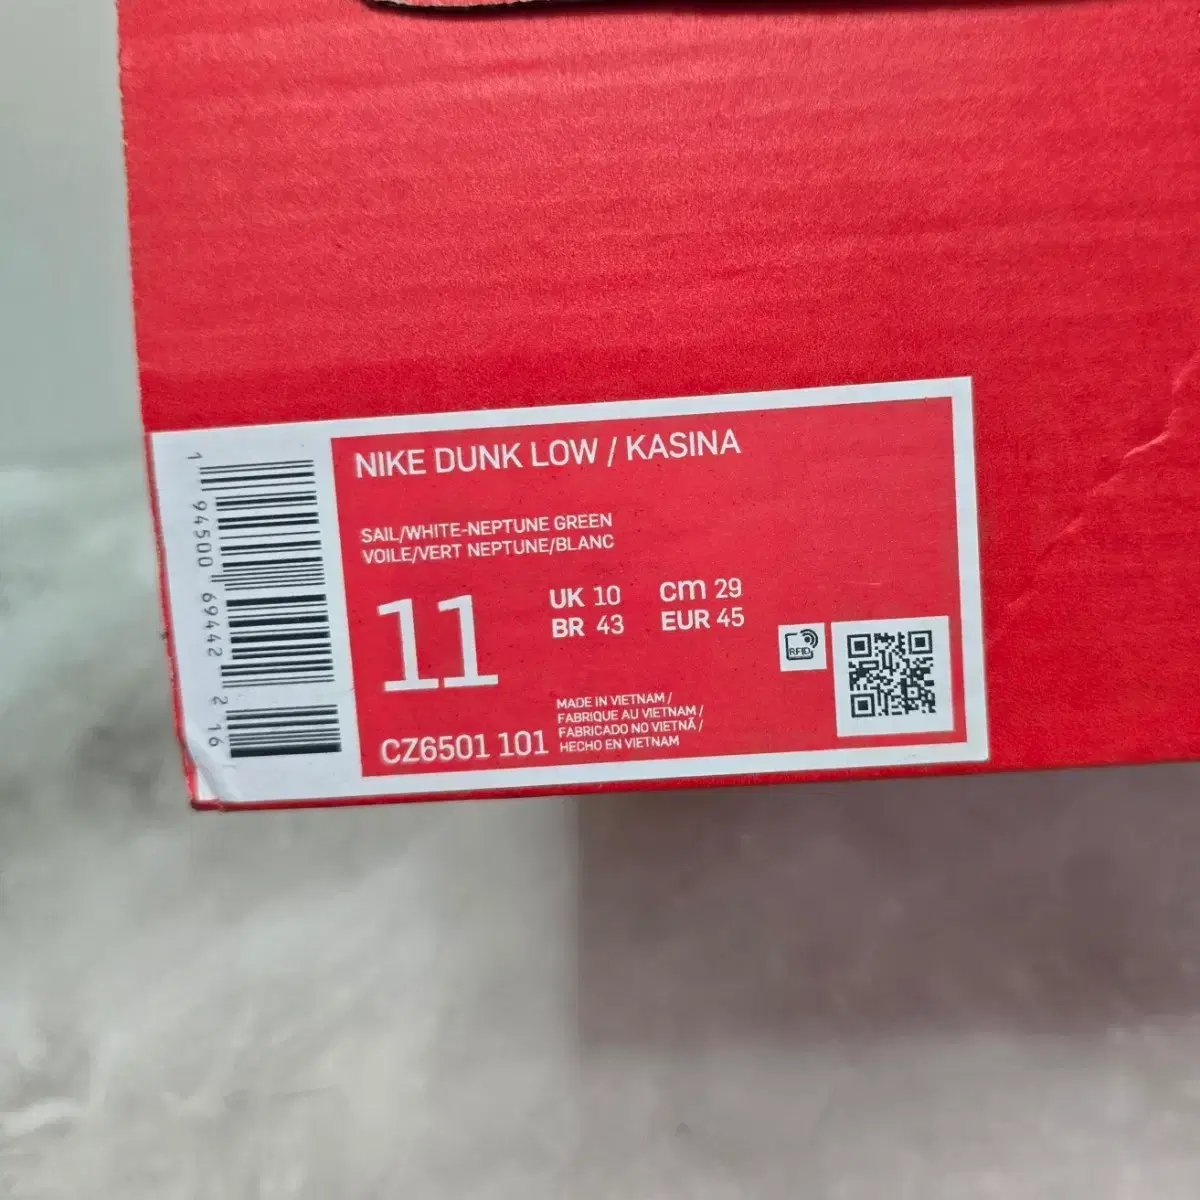 NIKE DUNK LOW / KASINA
SAIL/WHITE-NEPTUNE GREEN
VOILE/VERT NEPTUNE/BLANC
11
UK 10 cm 29
BR 43 EUR 45
RFID
MADE IN VIETNAM /
FABRIQUE AU VIETNAM /
FABRICADO NO VIETNÃ /
HECHO EN VIETNAM
CZ6501 101
1 94500 69442 2 16